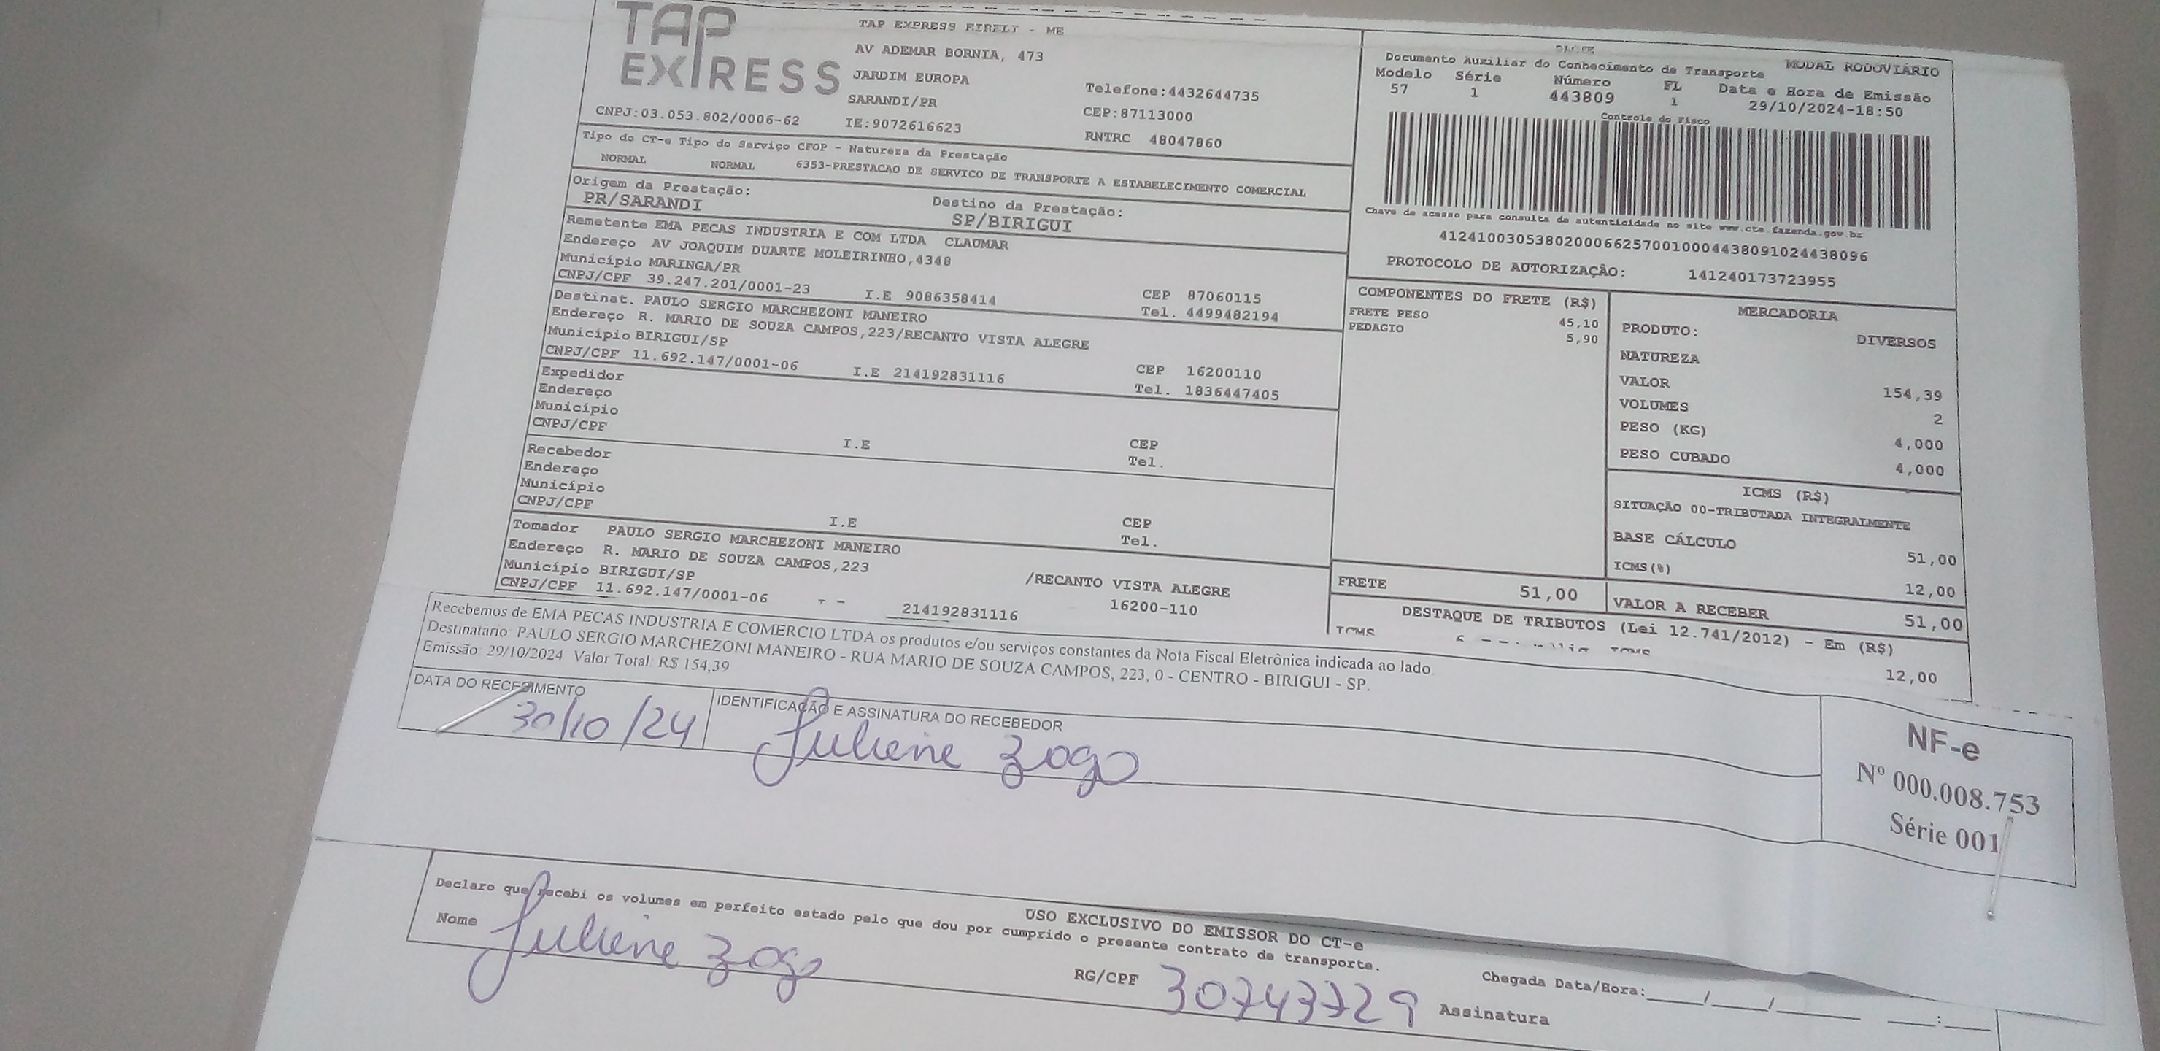 TAP
EXPRESS
TAP EXPRESS EIRELI - ME
AV ADEMAR BORNIA, 473
JARDIM EUROPA
SARANDI/PR
Telefone:4432644735
CEP:87113000
CNPJ:03.053.802/0006-62 IE:9072616623 RNTRC 48047860
Tipo do CT-e Tipo do Serviço CFOP - Natureza da Prestação
NORMAL NORMAL 6353-PRESTACAO DE SERVICO DE TRANSPORTE A ESTABELECIMENTO COMERCIAL
Origem da Prestação: Destino da Prestação:
PR/SARANDI SP/BIRIGUI
DACTE
Documento Auxiliar do Conhecimento de Transporte MODAL RODOVIÁRIO
Modelo Série Número FL Data e Hora de Emissão
57 1 443809 1 29/10/2024-18:50
Controle do Fisco
Chave de acesso para consulta de autenticidade no site www.cte.fazenda.gov.br
41241003053802000662570010004438091024438096
PROTOCOLO DE AUTORIZAÇÃO: 141240173723955
Remetente EMA PECAS INDUSTRIA E COM LTDA CLAUMAR
Endereço AV JOAQUIM DUARTE MOLEIRINHO,4348
Município MARINGA/PR CEP 87060115
CNPJ/CPF 39.247.201/0001-23 I.E 9086358414 Tel. 4499482194
Destinat. PAULO SERGIO MARCHEZONI MANEIRO
Endereço R. MARIO DE SOUZA CAMPOS,223/RECANTO VISTA ALEGRE
Município BIRIGUI/SP CEP 16200110
CNPJ/CPF 11.692.147/0001-06 I.E 214192831116 Tel. 1836447405
Expedidor
Endereço
Município CEP
CNPJ/CPF I.E Tel.
Recebedor
Endereço
Município CEP
CNPJ/CPF I.E Tel.
Tomador PAULO SERGIO MARCHEZONI MANEIRO
Endereço R. MARIO DE SOUZA CAMPOS,223 /RECANTO VISTA ALEGRE
Município BIRIGUI/SP 16200-110
CNPJ/CPF 11.692.147/0001-06 214192831116
COMPONENTES DO FRETE (R$)
FRETE PESO 45,10
PEDAGIO 5,90
MERCADORIA
PRODUTO: DIVERSOS
NATUREZA
VALOR 154,39
VOLUMES 2
PESO (KG) 4,000
PESO CUBADO 4,000
ICMS (R$)
SITUAÇÃO 00-TRIBUTADA INTEGRALMENTE
BASE CÁLCULO 51,00
ICMS(%) 12,00
FRETE 51,00 VALOR A RECEBER 51,00
DESTAQUE DE TRIBUTOS (Lei 12.741/2012) - Em (R$)
ICMS 12,00
Recebemos de EMA PECAS INDUSTRIA E COMERCIO LTDA os produtos e/ou serviços constantes da Nota Fiscal Eletrônica indicada ao lado.
Destinatário: PAULO SERGIO MARCHEZONI MANEIRO - RUA MARIO DE SOUZA CAMPOS, 223, 0 - CENTRO - BIRIGUI - SP.
Emissão: 29/10/2024 Valor Total: R$ 154,39
DATA DO RECEBIMENTO IDENTIFICAÇÃO E ASSINATURA DO RECEBEDOR
30/10/24 Juliene Zogo
NF-e
Nº 000.008.753
Série 001
USO EXCLUSIVO DO EMISSOR DO CT-e
Declaro que recebi os volumes em perfeito estado pelo que dou por cumprido o presente contrato de transporte.
Nome Juliene Zogo RG/CPF 30743729 Chegada Data/Hora:____/____/______ ___:___
Assinatura